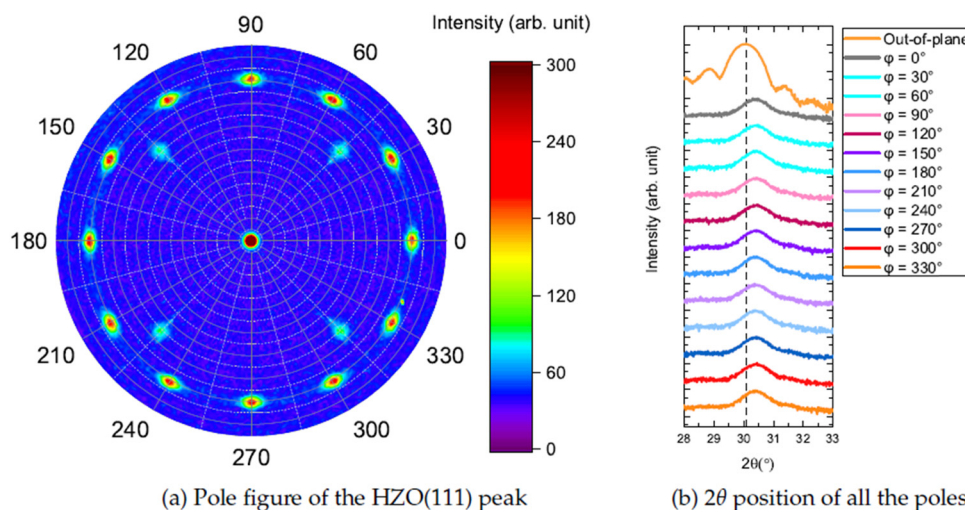 Intensity (arb. unit)
90
120
60
150
30
180
0
210
330
240
300
270
300
240
180
120
60
0
Intensity (arb. unit)
28 29 30 31 32 33
2θ(°)
Out-of-plane
φ = 0°
φ = 30°
φ = 60°
φ = 90°
φ = 120°
φ = 150°
φ = 180°
φ = 210°
φ = 240°
φ = 270°
φ = 300°
φ = 330°
(a) Pole figure of the HZO(111) peak
(b) 2θ position of all the poles